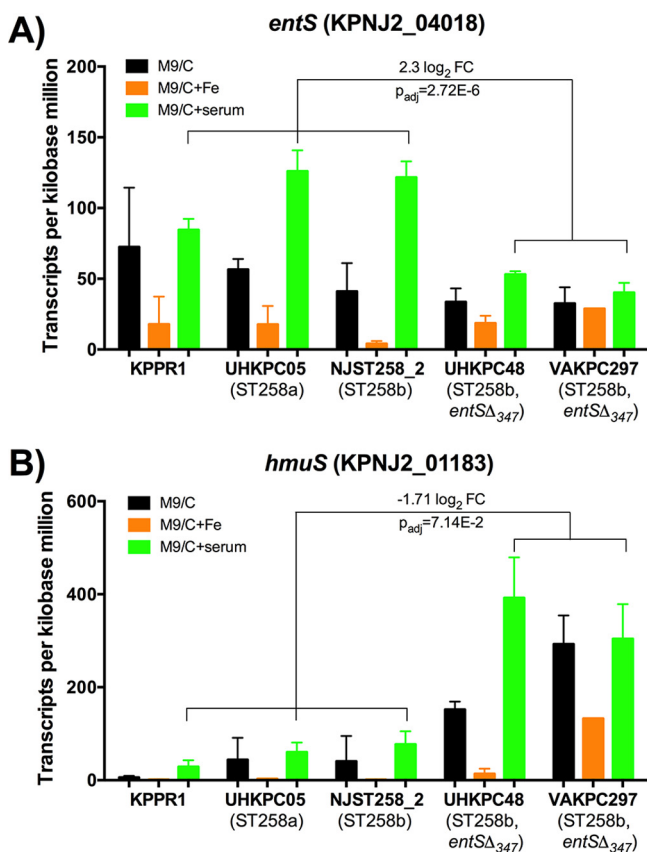 A)
entS (KPNJ2_04018)
M9/C
M9/C+Fe
M9/C+serum
2.3 log2 FC
padj=2.72E-6
Transcripts per kilobase million
200
150
100
50
0
KPPR1 UHKPC05 NJST258_2 UHKPC48 VAKPC297
(ST258a) (ST258b) (ST258b, (ST258b,
entSΔ347) entSΔ347)
B)
hmuS (KPNJ2_01183)
M9/C
M9/C+Fe
M9/C+serum
-1.71 log2 FC
padj=7.14E-2
Transcripts per kilobase million
600
400
200
0
KPPR1 UHKPC05 NJST258_2 UHKPC48 VAKPC297
(ST258a) (ST258b) (ST258b, (ST258b,
entSΔ347) entSΔ347)